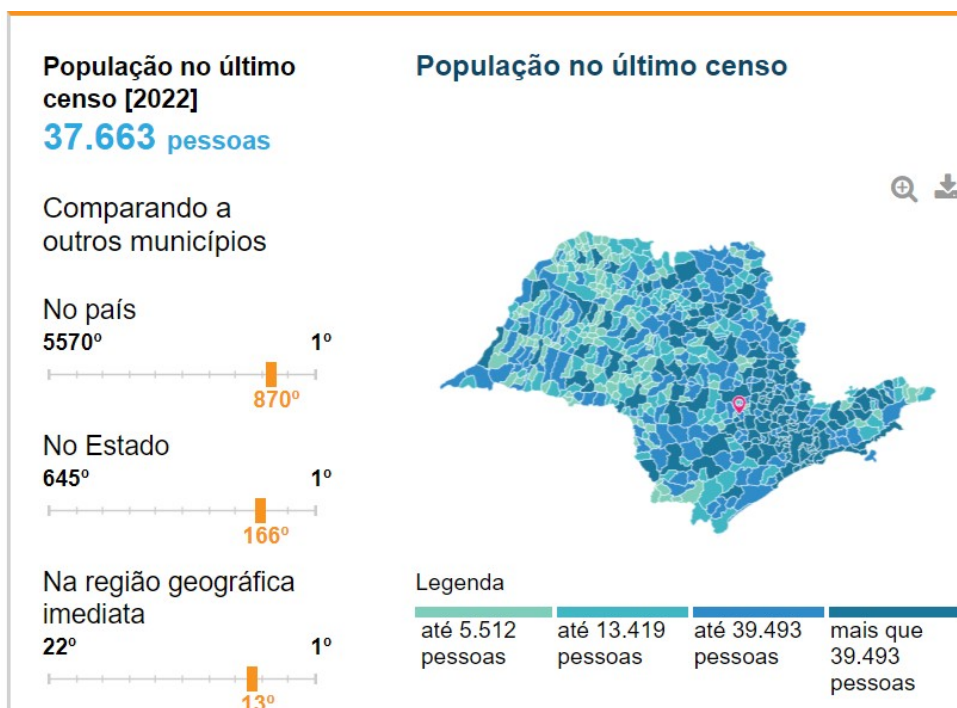 População no último
censo [2022]
37.663 pessoas
Comparando a
outros municípios
No país
5570º 1º
870º
No Estado
645º 1º
166º
Na região geográfica
imediata
22º 1º
13º
População no último censo
Legenda
até 5.512
pessoas
até 13.419
pessoas
até 39.493
pessoas
mais que
39.493
pessoas